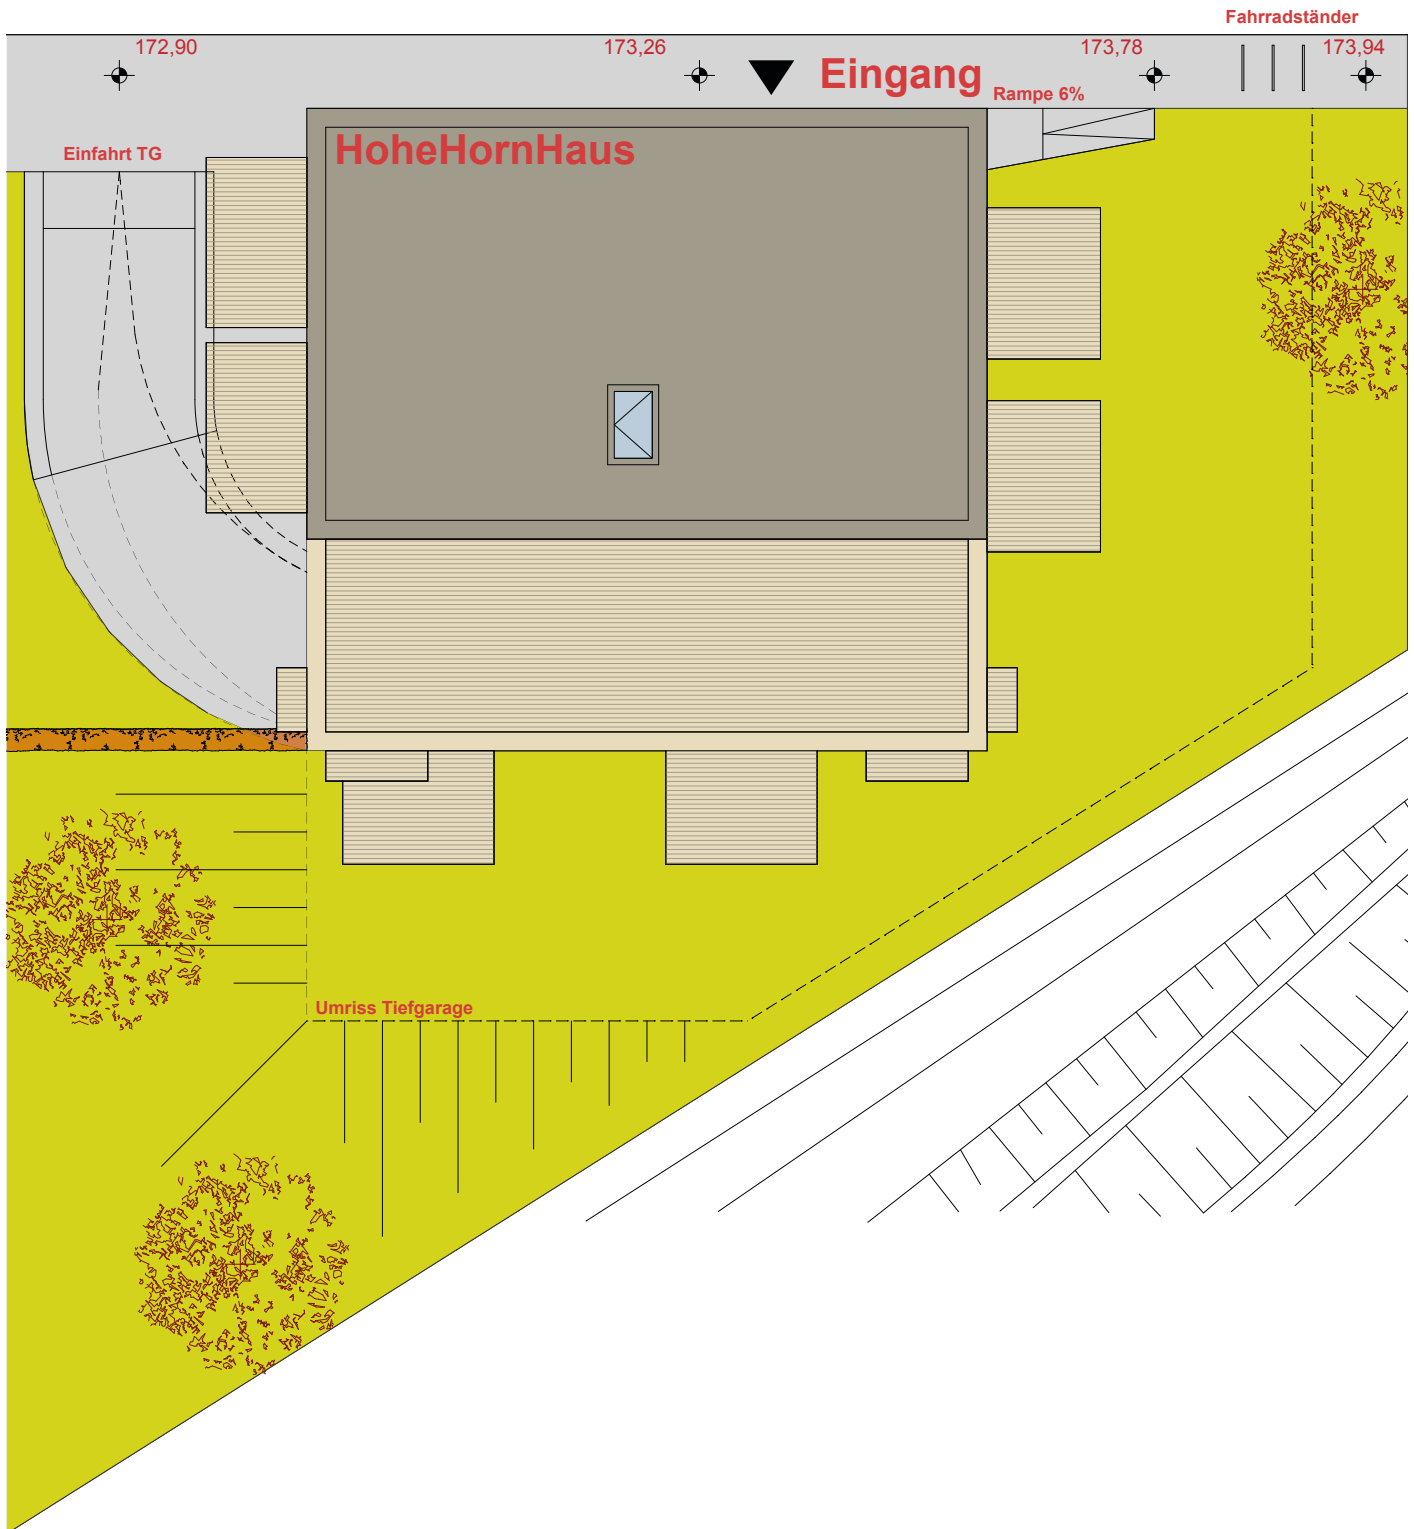 Fahrradständer
172,90
173,26
173,78
173,94
Eingang
Rampe 6%
HoheHornHaus
Einfahrt TG
Umriss Tiefgarage